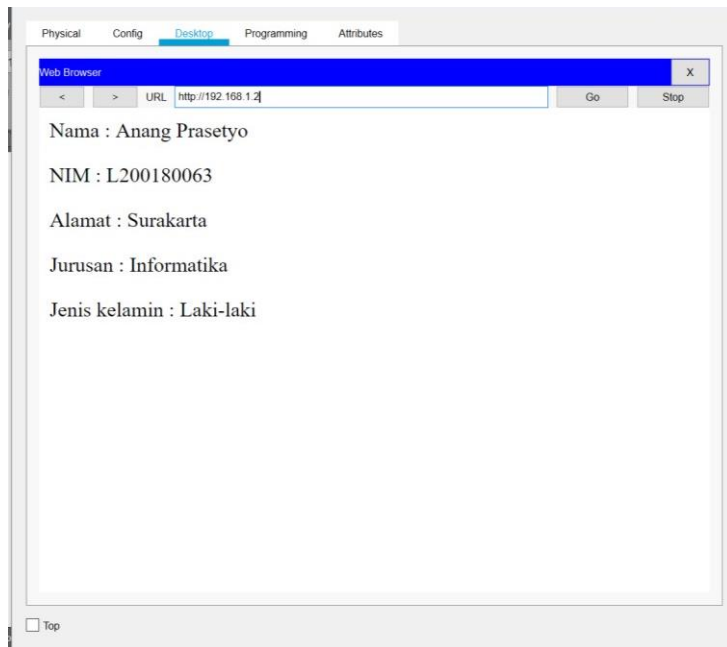 Physical Config Desktop Programming Attributes
Web Browser X
< > URL http://192.168.1.2 Go Stop
Nama : Anang Prasetyo
NIM : L200180063
Alamat : Surakarta
Jurusan : Informatika
Jenis kelamin : Laki-laki
Top